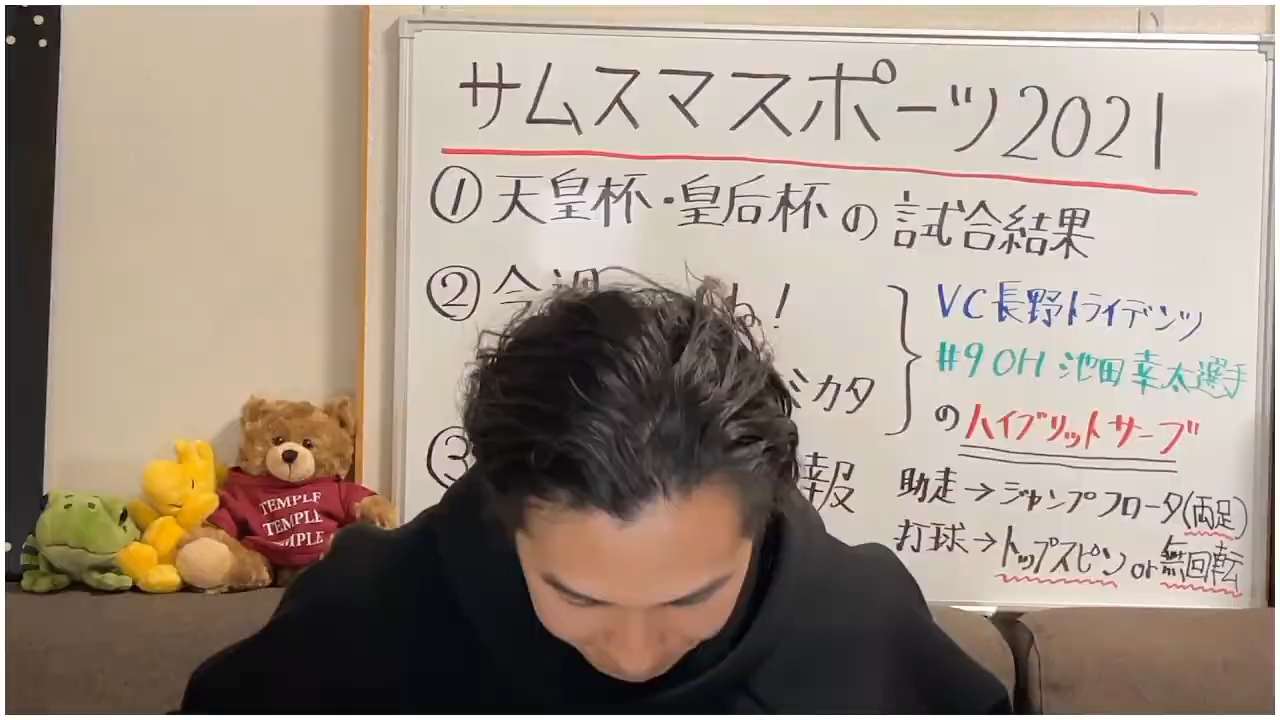 サムスマスポーツ2021
①天皇杯・皇后杯の試合結果
②今週 ね!
カタ
③ 報
VC長野トライデンツ
#9 OH 池田幸太選手
のハイブリットサーブ
助走→ジャンプフロータ(両足)
打球→トップスピン or 無回転
TEMPLE
TEMPLE
TEMPLE